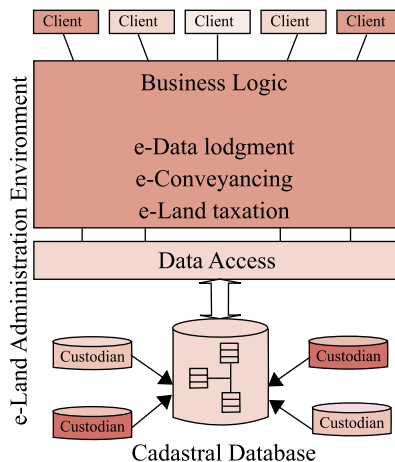 Client Client Client Client Client
Business Logic
e-Data lodgment
e-Conveyancing
e-Land taxation
e-Land Administration Environment
Data Access
Custodian Custodian
Custodian Custodian
Cadastral Database